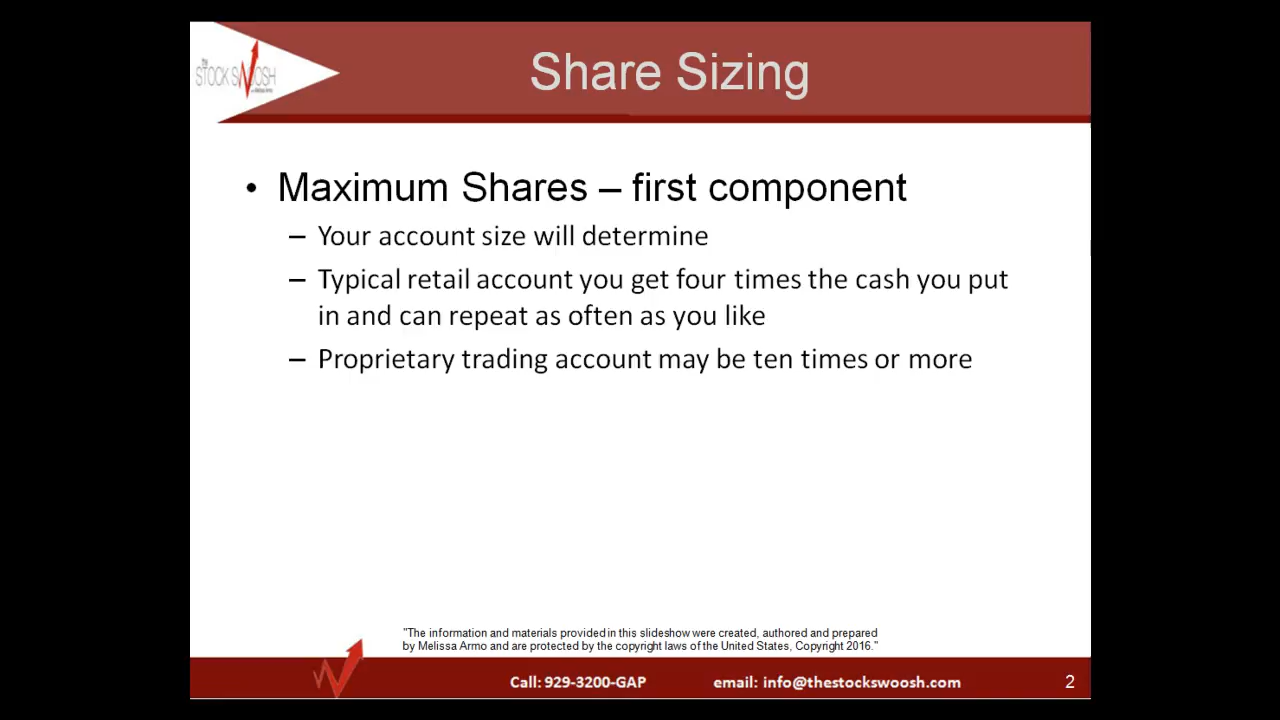 Share Sizing
The
STOCK SWOOSH
• Maximum Shares – first component
– Your account size will determine
– Typical retail account you get four times the cash you put
in and can repeat as often as you like
– Proprietary trading account may be ten times or more
"The information and materials provided in this slideshow were created, authored and prepared
by Melissa Armo and are protected by the copyright laws of the United States, Copyright 2016."
Call: 929-3200-GAP email: info@thestockswoosh.com 2